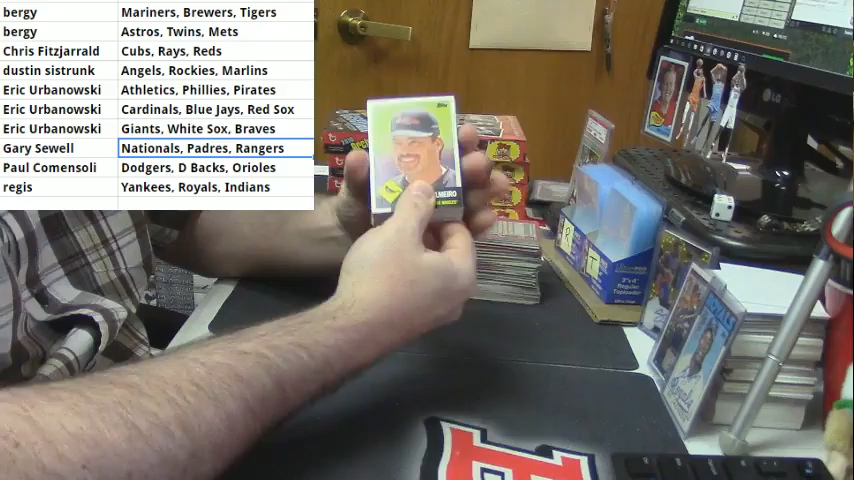 bergy Mariners, Brewers, Tigers
bergy Astros, Twins, Mets
Chris Fitzjarrald Cubs, Rays, Reds
dustin sistrunk Angels, Rockies, Marlins
Eric Urbanowski Athletics, Phillies, Pirates
Eric Urbanowski Cardinals, Blue Jays, Red Sox
Eric Urbanowski Giants, White Sox, Braves
Gary Sewell Nationals, Padres, Rangers
Paul Comensoli Dodgers, D Backs, Orioles
regis Yankees, Royals, Indians
Topps
LMEIRO
LG
R
I